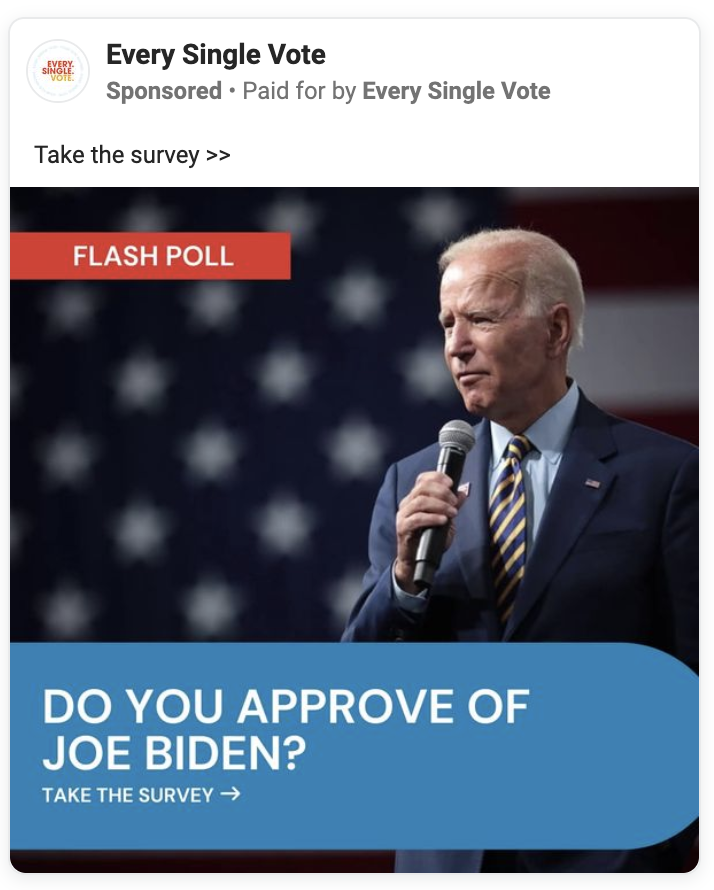 EVERY.
SINGLE.
VOTE.
Every Single Vote
Sponsored • Paid for by Every Single Vote
Take the survey >>
FLASH POLL
DO YOU APPROVE OF
JOE BIDEN?
TAKE THE SURVEY →